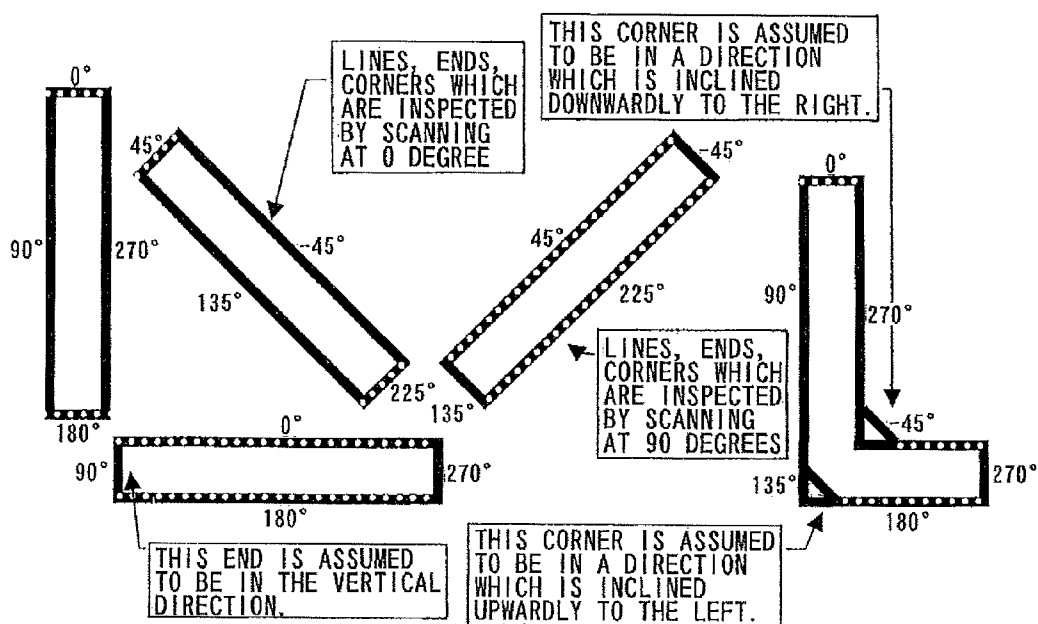 THIS CORNER IS ASSUMED
TO BE IN A DIRECTION
WHICH IS INCLINED
DOWNWARDLY TO THE RIGHT.
LINES, ENDS,
CORNERS WHICH
ARE INSPECTED
BY SCANNING
AT 0 DEGREE
0°
90°
270°
180°
45°
-45°
135°
225°
45°
-45°
225°
135°
0°
90°
270°
-45°
135°
270°
180°
LINES, ENDS,
CORNERS WHICH
ARE INSPECTED
BY SCANNING
AT 90 DEGREES
0°
90°
270°
180°
THIS END IS ASSUMED
TO BE IN THE VERTICAL
DIRECTION.
THIS CORNER IS ASSUMED
TO BE IN A DIRECTION
WHICH IS INCLINED
UPWARDLY TO THE LEFT.